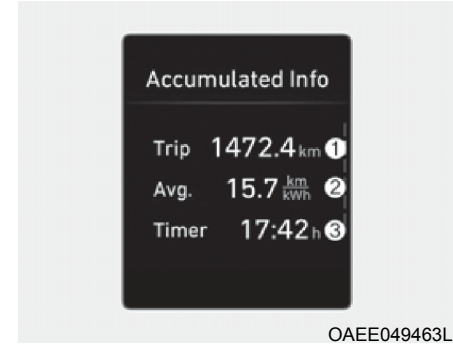 Accumulated Info
Trip 1472.4 km ①
Avg. 15.7 km/kWh ②
Timer 17:42 h ③
OAEE049463L